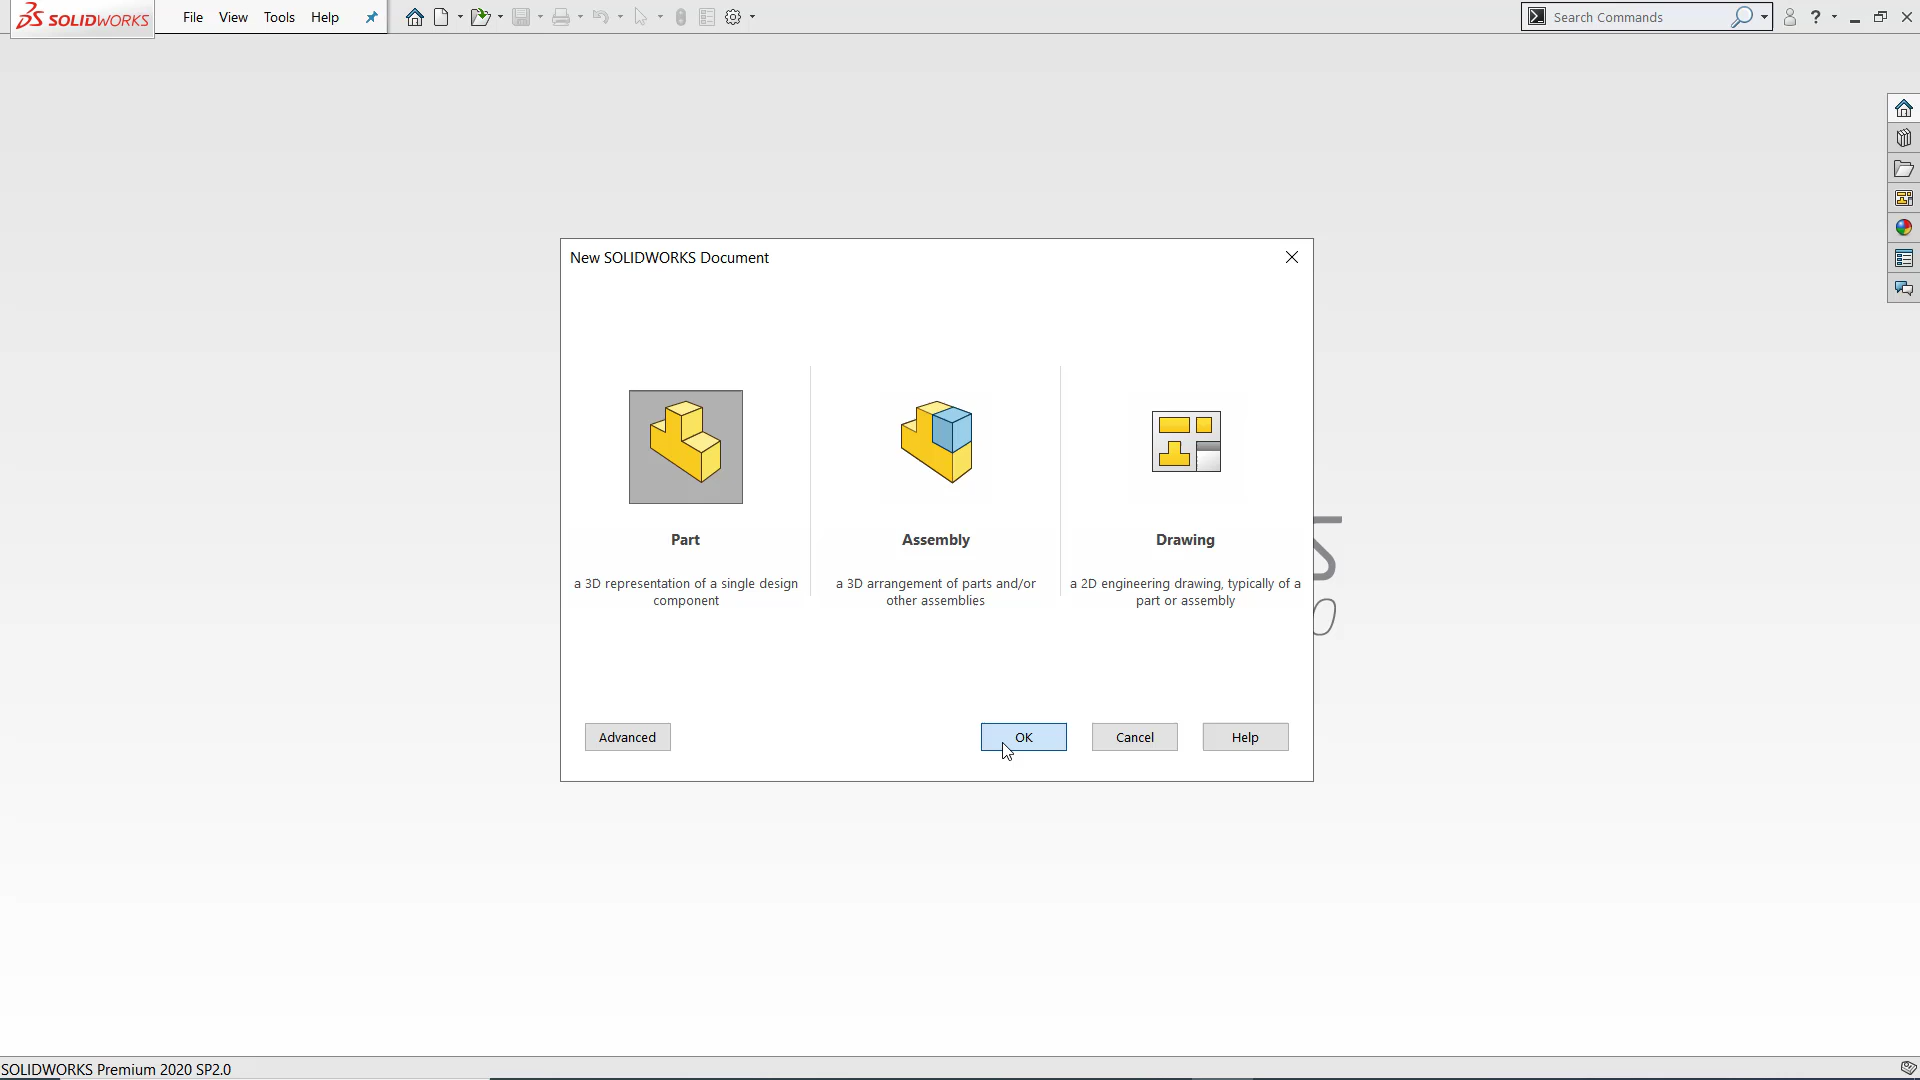 SOLIDWORKS
File View Tools Help
Search Commands
?
New SOLIDWORKS Document
Part
Assembly
Drawing
a 3D representation of a single design
component
a 3D arrangement of parts and/or
other assemblies
a 2D engineering drawing, typically of a
part or assembly
Advanced
OK
Cancel
Help
S
0
SOLIDWORKS Premium 2020 SP2.0